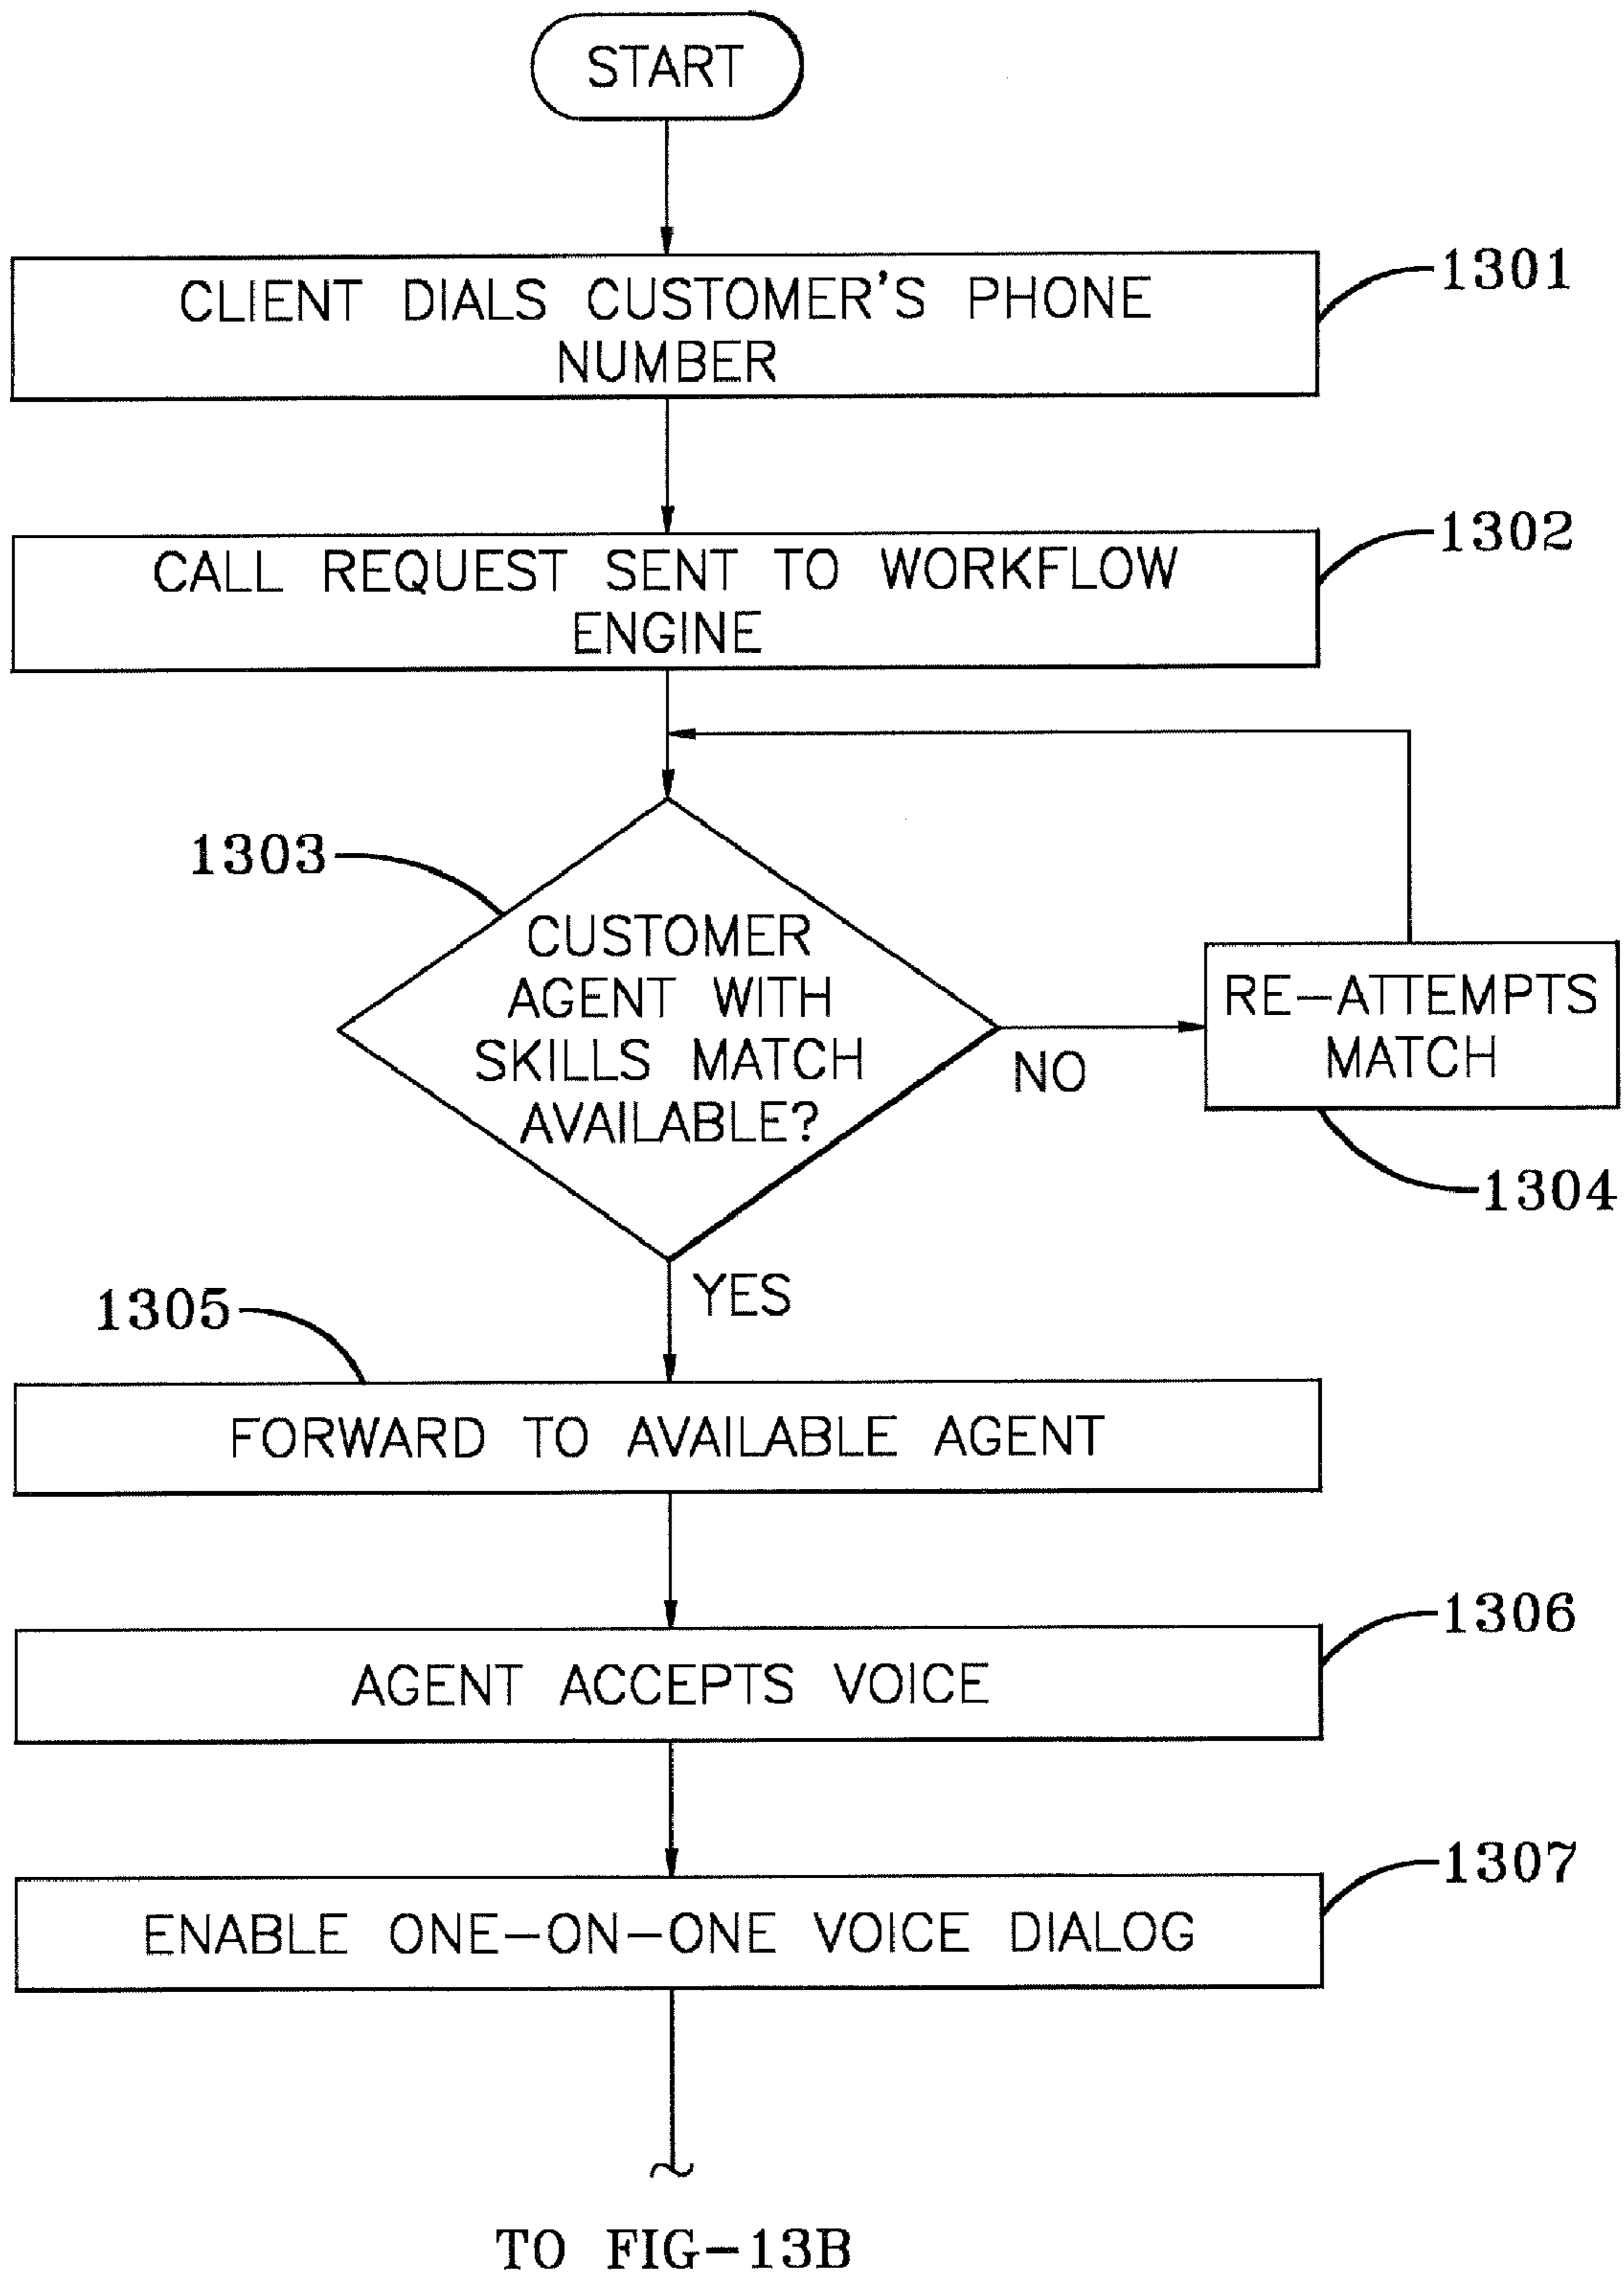 START
CLIENT DIALS CUSTOMER'S PHONE
NUMBER
1301
CALL REQUEST SENT TO WORKFLOW
ENGINE
1302
1303
CUSTOMER
AGENT WITH
SKILLS MATCH
AVAILABLE?
NO
RE-ATTEMPTS
MATCH
1304
YES
1305
FORWARD TO AVAILABLE AGENT
AGENT ACCEPTS VOICE
1306
ENABLE ONE-ON-ONE VOICE DIALOG
1307
TO FIG-13B